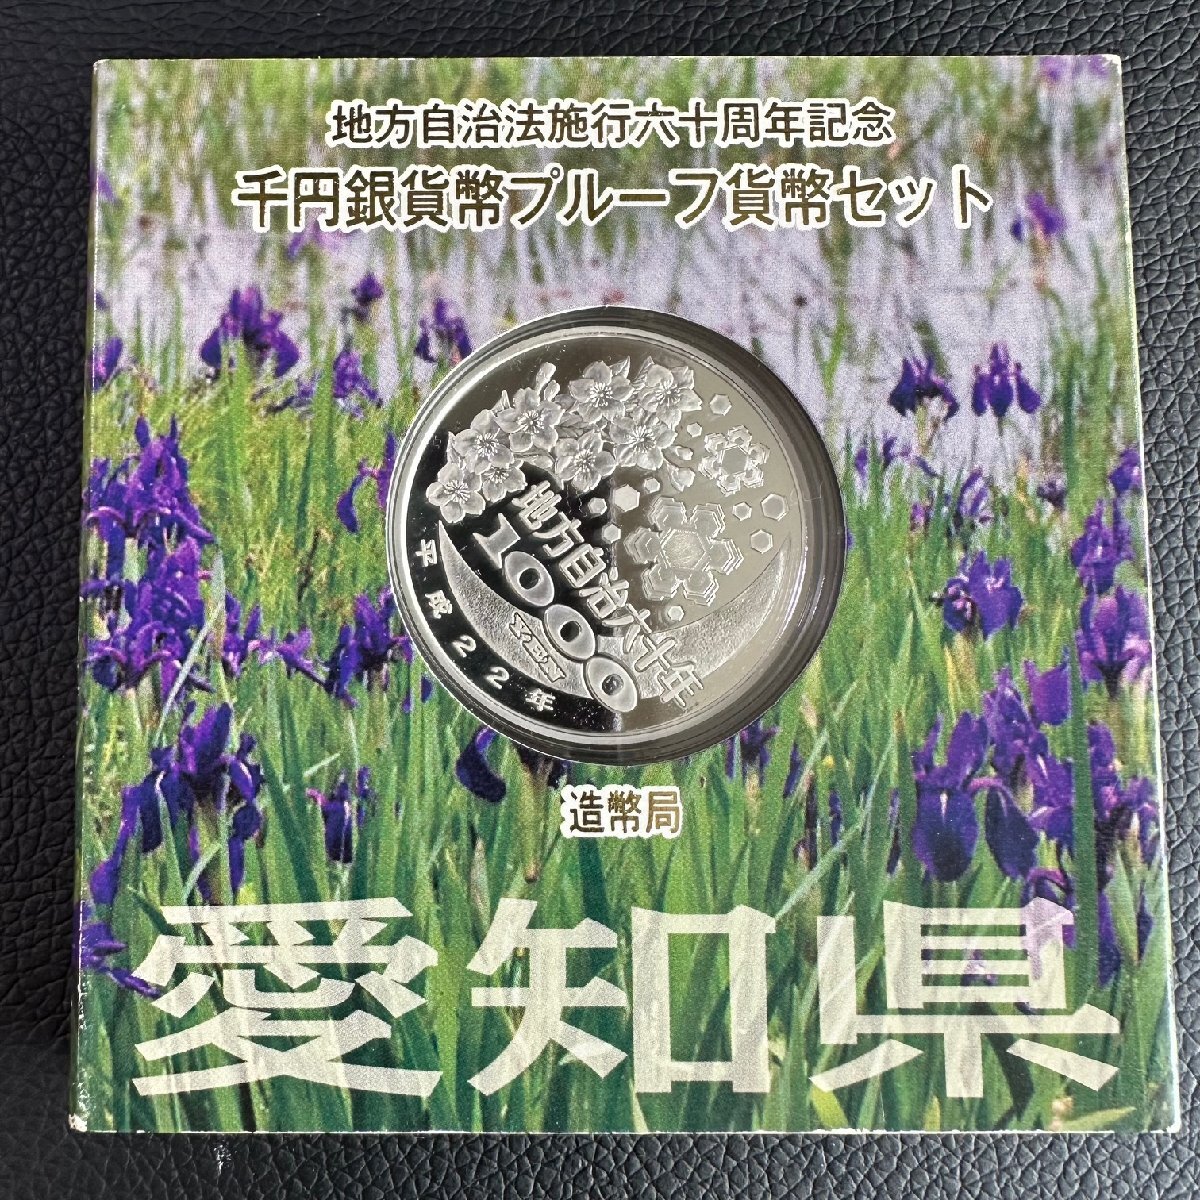 地方自治法施行六十周年記念
千円銀貨幣プルーフ貨幣セット
地方自治六十年
1000
YEN
平成22年
造幣局
愛知県